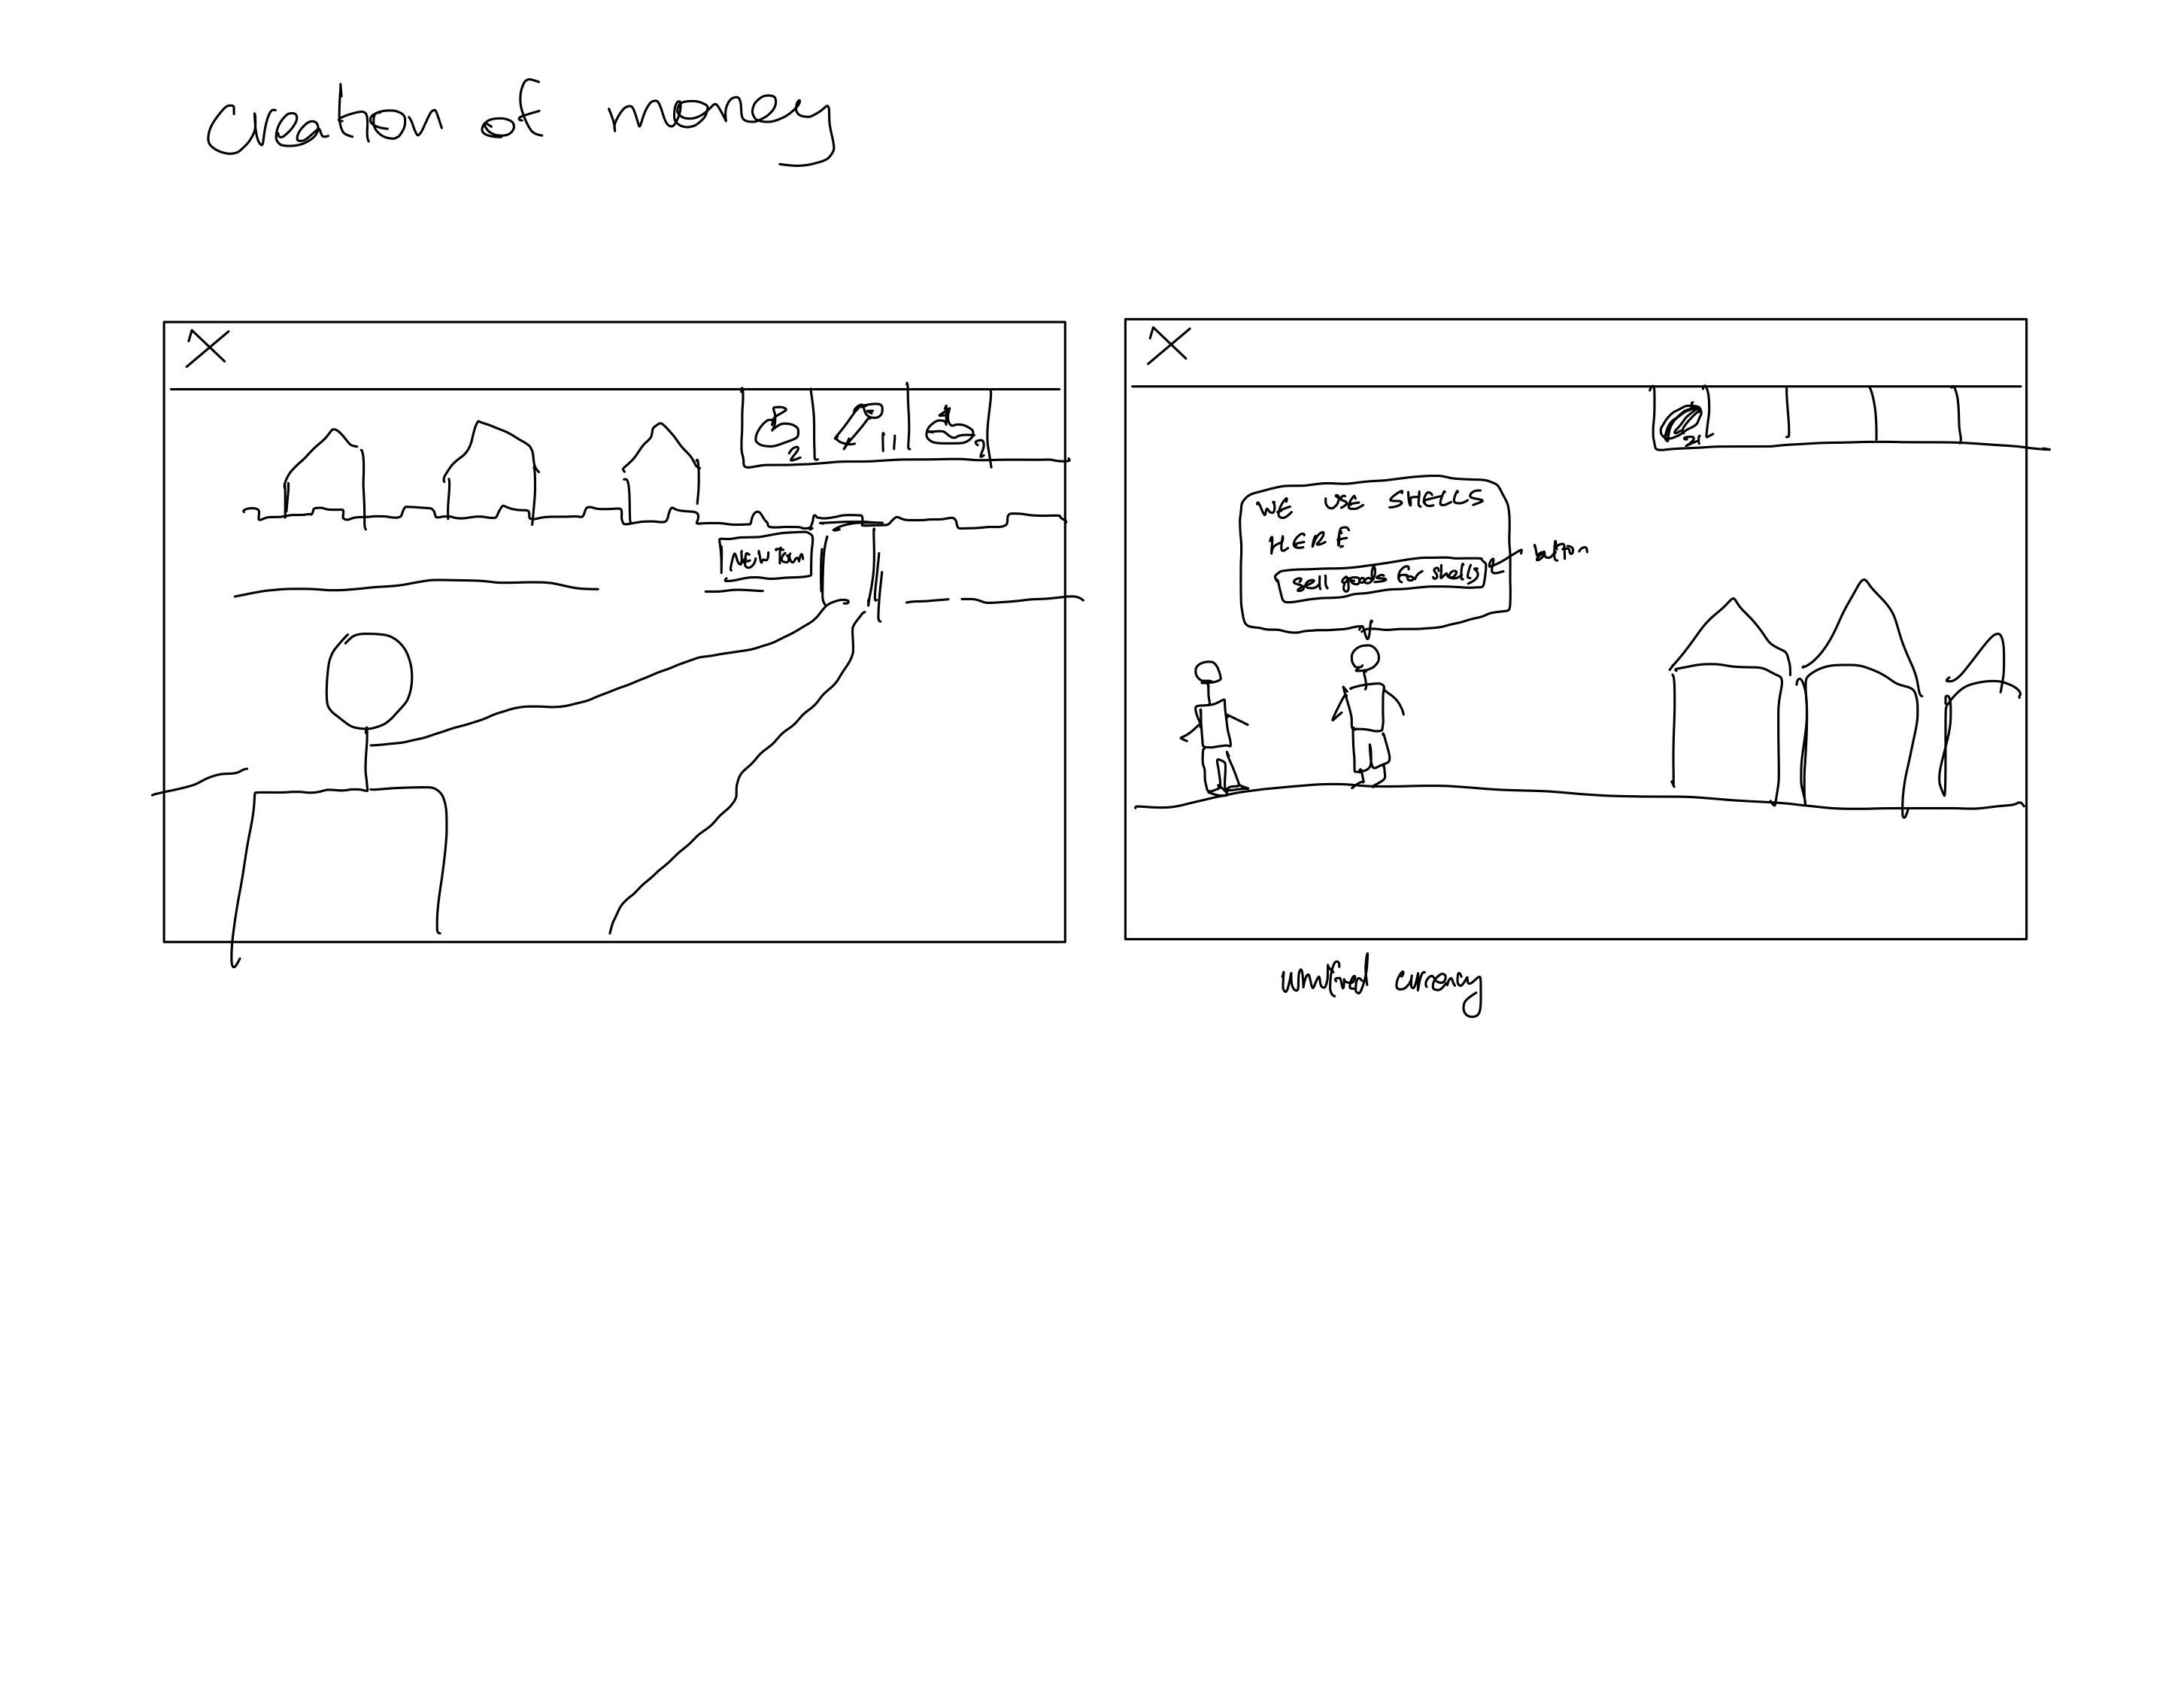 creation of money
2
11
2
New Town
WE USE SHELLS
HERE
sell goods for shells
button
21
unified currency